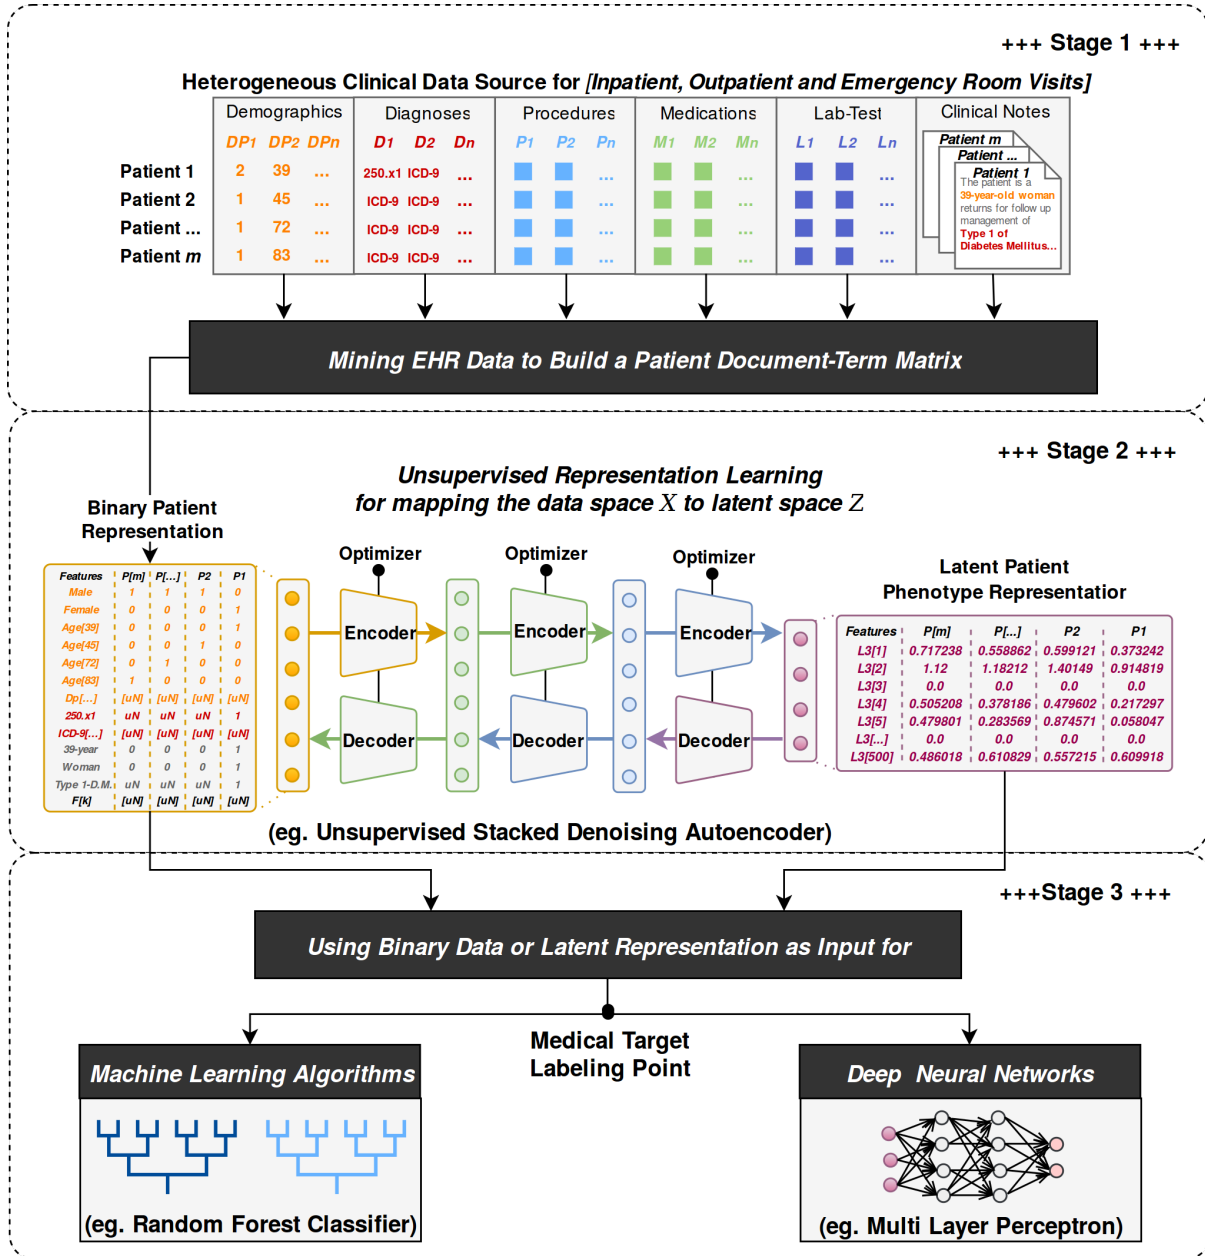 +++ Stage 1 +++
Heterogeneous Clinical Data Source for [Inpatient, Outpatient and Emergency Room Visits]
Demographics Diagnoses Procedures Medications Lab-Test Clinical Notes
DP1 DP2 DPn D1 D2 Dn P1 P2 Pn M1 M2 Mn L1 L2 Ln
Patient 1 2 39 ... 250.x1 ICD-9 ... ... ... ...
Patient 2 1 45 ... ICD-9 ICD-9 ... ... ... ...
Patient ... 1 72 ... ICD-9 ICD-9 ... ... ... ...
Patient m 1 83 ... ICD-9 ICD-9 ... ... ... ...
Patient m
Patient ...
Patient 1
The patient is a
39-year-old woman
returns for follow up
management of
Type 1 of
Diabetes Mellitus...
Mining EHR Data to Build a Patient Document-Term Matrix
+++ Stage 2 +++
Unsupervised Representation Learning
for mapping the data space X to latent space Z
Binary Patient
Representation
Features P[m] P[...] P2 P1
Male 1 1 1 0
Female 0 0 0 1
Age[39] 0 0 0 1
Age[45] 0 0 1 0
Age[72] 0 1 0 0
Age[83] 1 0 0 0
Dp[...] [uN] [uN] [uN] [uN]
250.x1 uN uN uN 1
ICD-9[...] [uN] [uN] [uN] [uN]
39-year 0 0 0 1
Woman 0 0 0 1
Type 1-D.M. uN uN uN 1
F[k] [uN] [uN] [uN] [uN]
Optimizer Optimizer Optimizer
Encoder Encoder Encoder
Decoder Decoder Decoder
(eg. Unsupervised Stacked Denoising Autoencoder)
Latent Patient
Phenotype Representatior
Features P[m] P[...] P2 P1
L3[1] 0.717238 0.558862 0.599121 0.373242
L3[2] 1.12 1.18212 1.40149 0.914819
L3[3] 0.0 0.0 0.0 0.0
L3[4] 0.505208 0.378186 0.479602 0.217297
L3[5] 0.479801 0.283569 0.874571 0.058047
L3[...] 0.0 0.0 0.0 0.0
L3[500] 0.486018 0.610829 0.557215 0.609918
+++Stage 3 +++
Using Binary Data or Latent Representation as Input for
Medical Target
Labeling Point
Machine Learning Algorithms
(eg. Random Forest Classifier)
Deep Neural Networks
(eg. Multi Layer Perceptron)